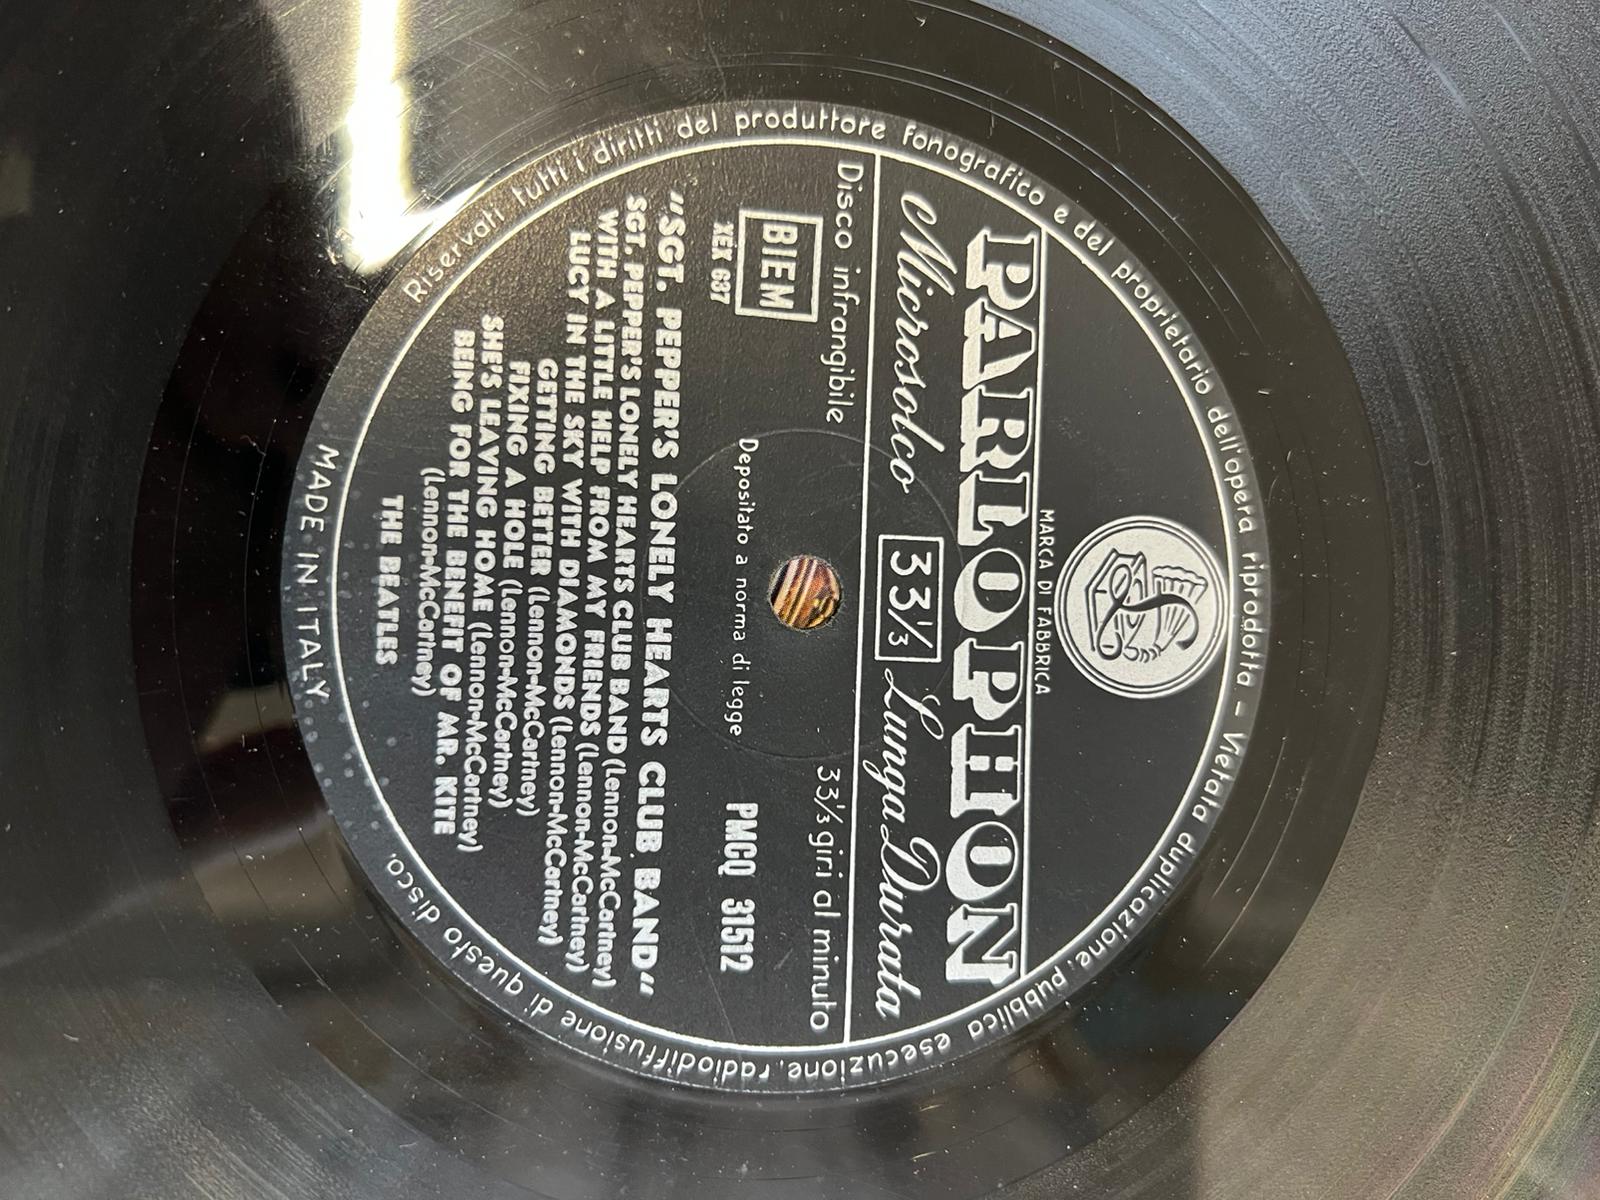 Riservati tutti i diritti del produttore fonografico e del proprietario dell'opera riprodotta - Vietata duplicazione, pubblica esecuzione, radiodiffusione di questo disco.
MARCA DI FABBRICA
PARLOPHON
Microsolco 33⅓ Lunga Durata
Disco infrangibile 33⅓ giri al minuto
BIEM
XEX 637
Depositato a norma di legge
PMCQ 31512
"SGT. PEPPER'S LONELY HEARTS CLUB BAND"
SGT. PEPPER'S LONELY HEARTS CLUB BAND (Lennon-McCartney)
WITH A LITTLE HELP FROM MY FRIENDS (Lennon-McCartney)
LUCY IN THE SKY WITH DIAMONDS (Lennon-McCartney)
GETTING BETTER (Lennon-McCartney)
FIXING A HOLE (Lennon-McCartney)
SHE'S LEAVING HOME (Lennon-McCartney)
BEING FOR THE BENEFIT OF MR. KITE
(Lennon-McCartney)
THE BEATLES
MADE IN ITALY